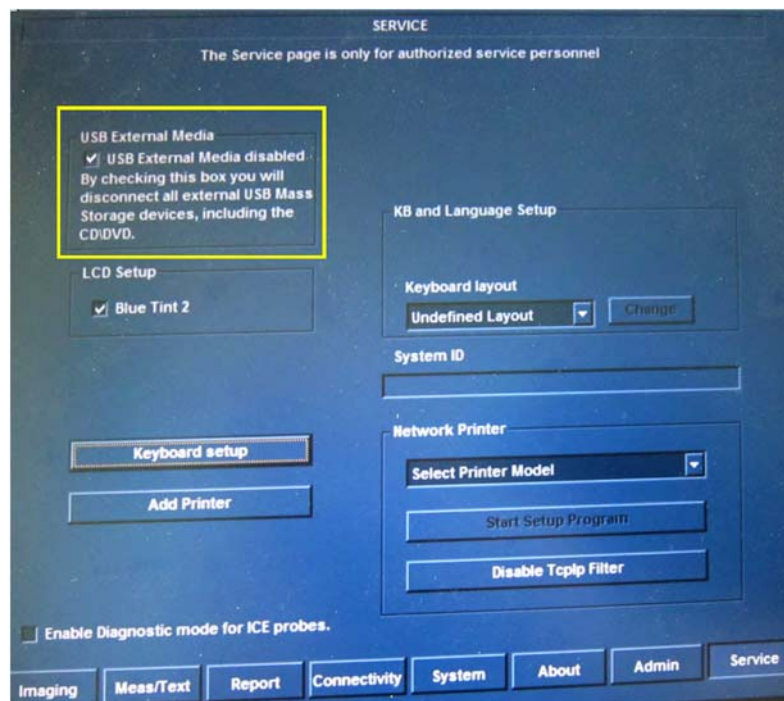 SERVICE
The Service page is only for authorized service personnel
USB External Media
USB External Media disabled
By checking this box you will
disconnect all external USB Mass
Storage devices, including the
CD\DVD.
LCD Setup
Blue Tint 2
KB and Language Setup
Keyboard layout
Undefined Layout
Change
System ID
Keyboard setup
Add Printer
Network Printer
Select Printer Model
Start Setup Program
Disable TcpIp Filter
Enable Diagnostic mode for ICE probes.
Imaging
Meas/Text
Report
Connectivity
System
About
Admin
Service